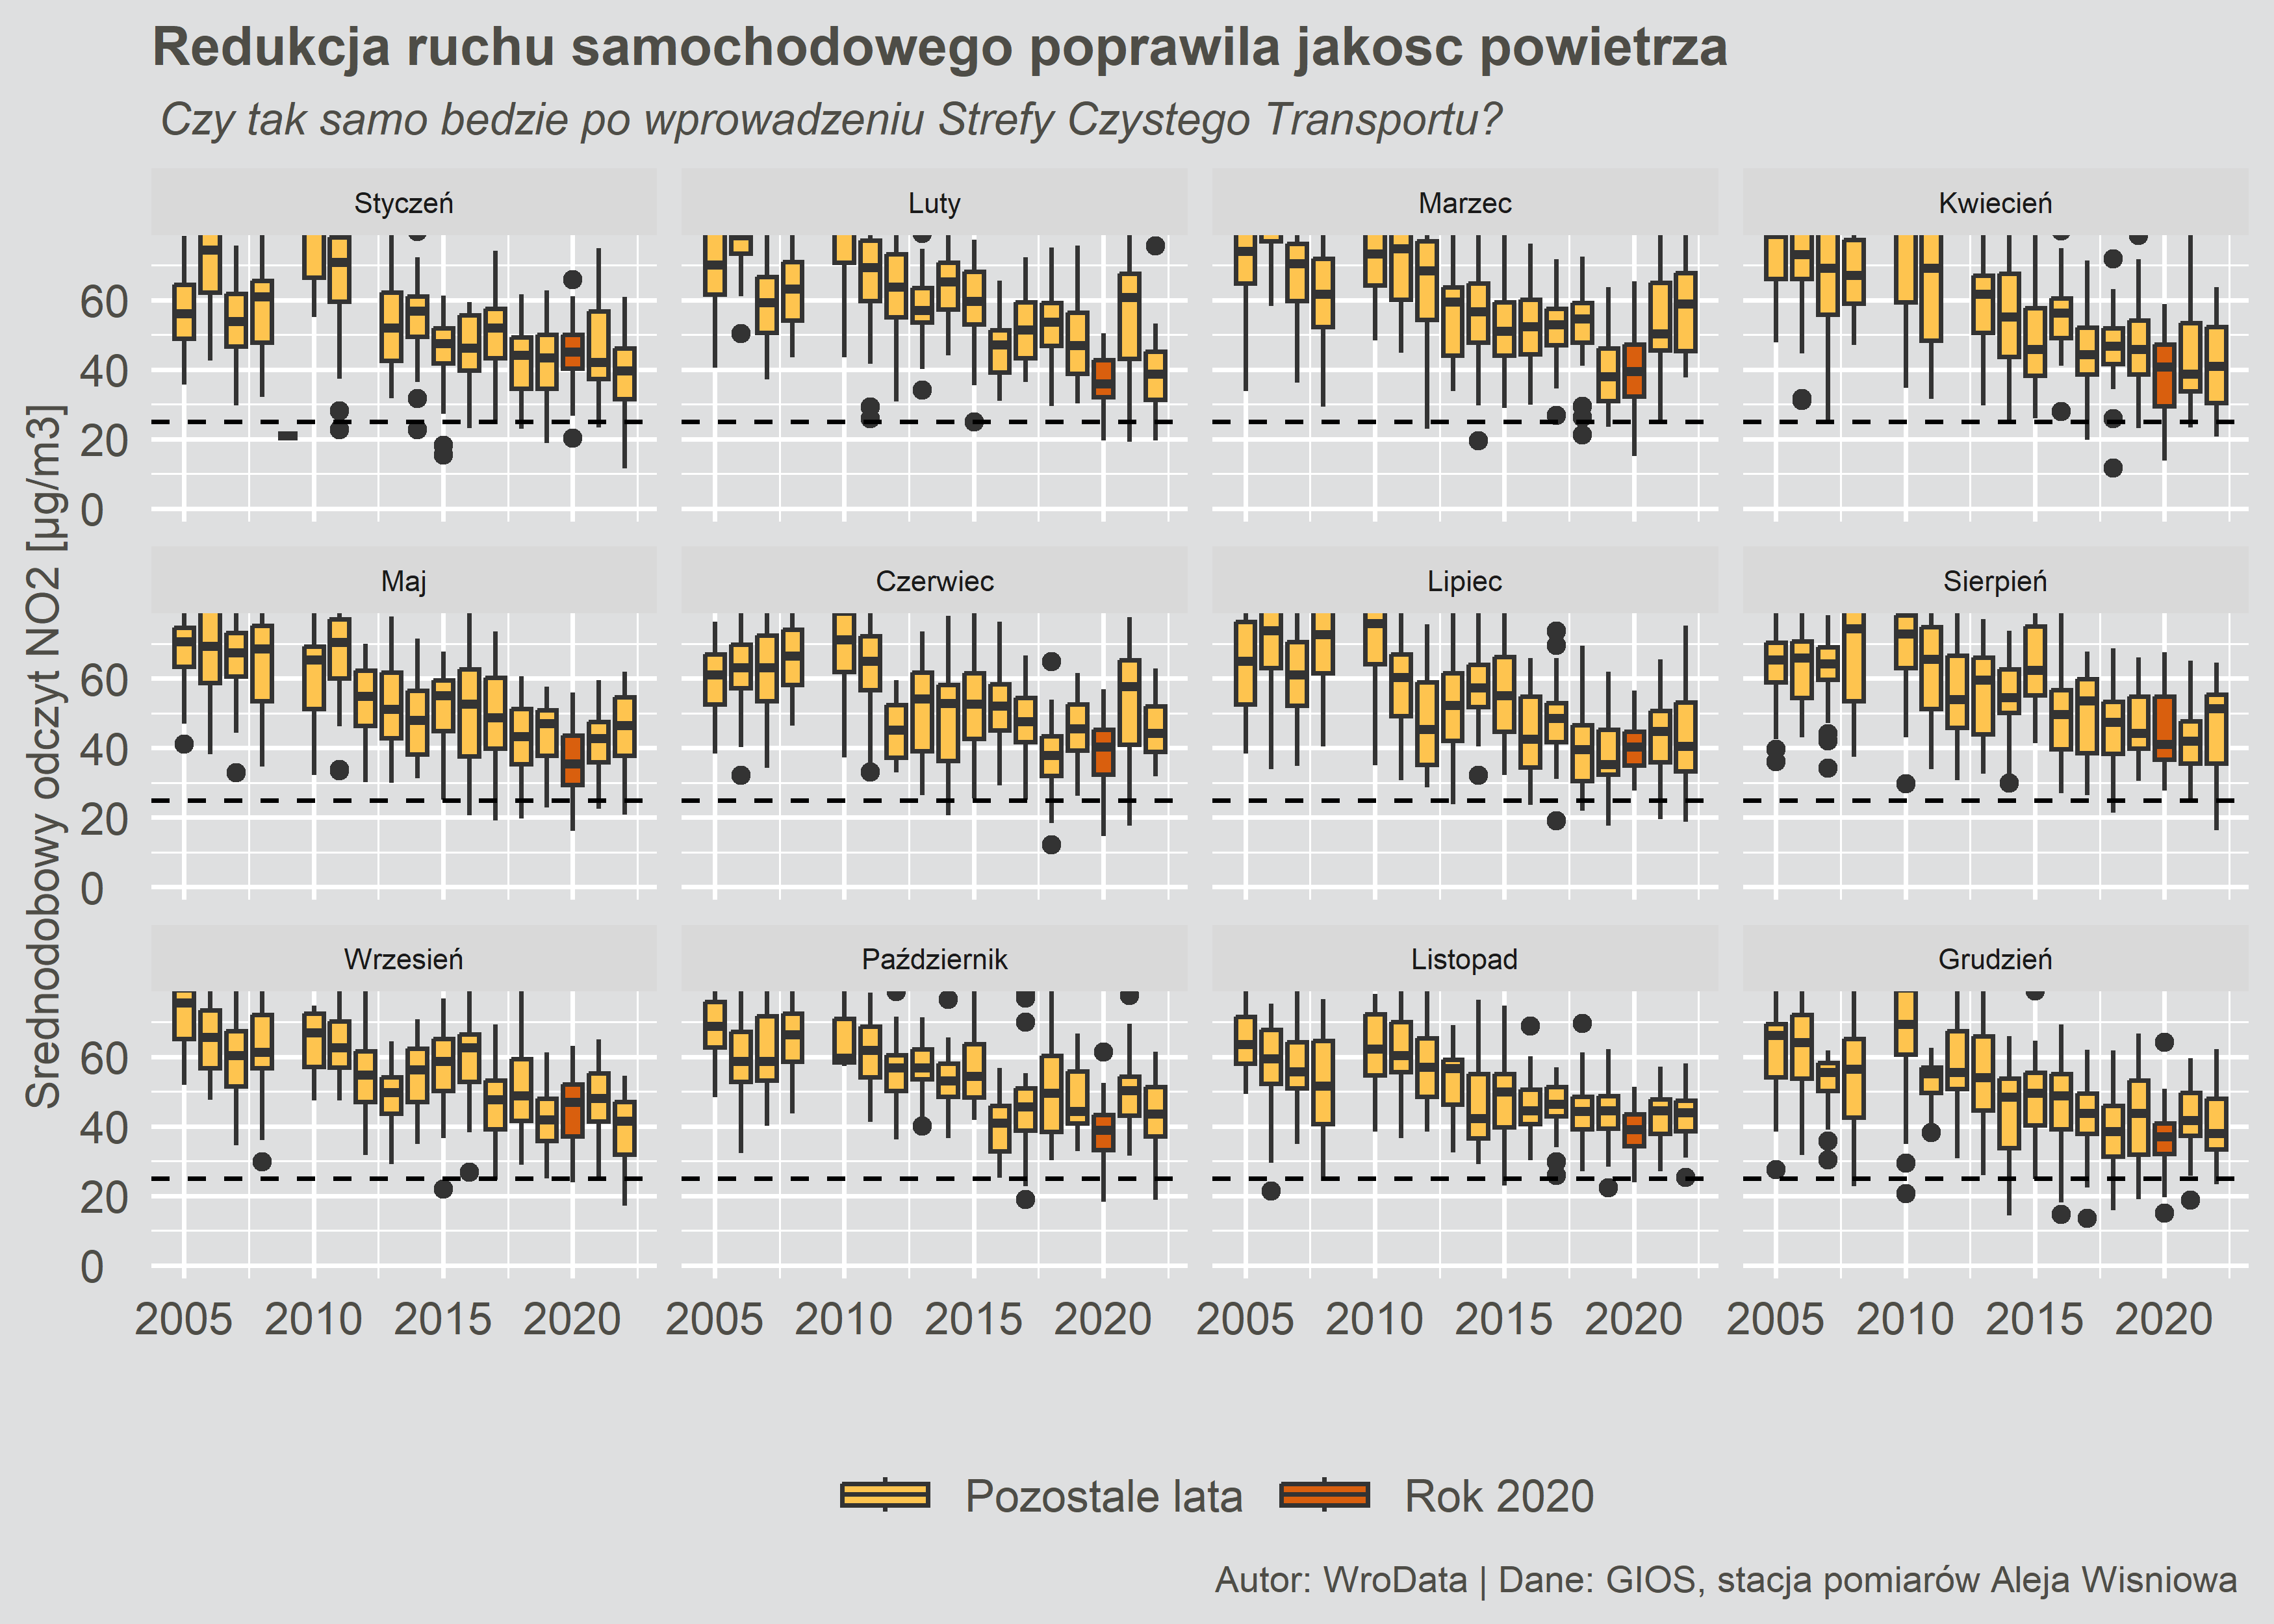 Redukcja ruchu samochodowego poprawila jakosc powietrza
Czy tak samo bedzie po wprowadzeniu Strefy Czystego Transportu?
Srednodobowy odczyt NO2 [µg/m3]
Styczeń Luty Marzec Kwiecień
60
40
20
0
Maj Czerwiec Lipiec Sierpień
60
40
20
0
Wrzesień Październik Listopad Grudzień
60
40
20
0
2005 2010 2015 2020 2005 2010 2015 2020 2005 2010 2015 2020 2005 2010 2015 2020
Pozostale lata Rok 2020
Autor: WroData | Dane: GIOS, stacja pomiarów Aleja Wisniowa